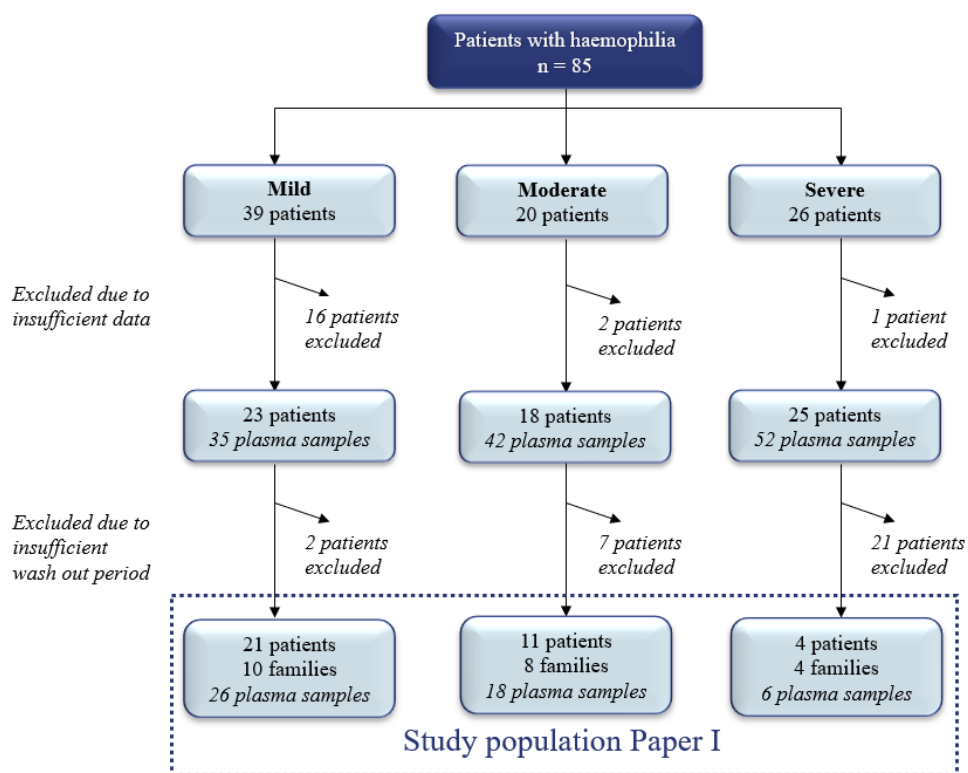 Patients with haemophilia
n = 85
Mild
39 patients
Moderate
20 patients
Severe
26 patients
Excluded due to
insufficient data
16 patients
excluded
2 patients
excluded
1 patient
excluded
23 patients
35 plasma samples
18 patients
42 plasma samples
25 patients
52 plasma samples
Excluded due to
insufficient
wash out period
2 patients
excluded
7 patients
excluded
21 patients
excluded
21 patients
10 families
26 plasma samples
11 patients
8 families
18 plasma samples
4 patients
4 families
6 plasma samples
Study population Paper I